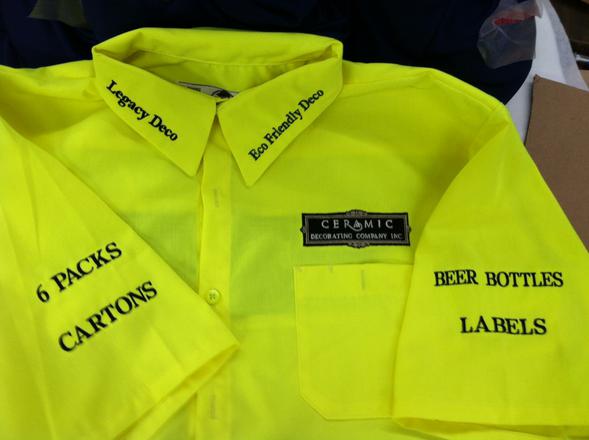 Legacy Deco
Eco Friendly Deco
CERAMIC
DECORATING COMPANY INC
6 PACKS
CARTONS
BEER BOTTLES
LABELS